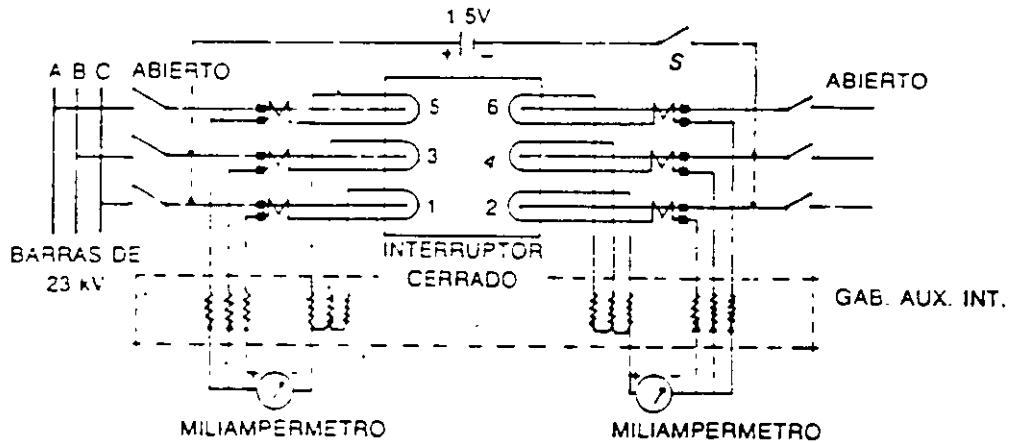 1 5V
+ -
S
A B C ABIERTO
ABIERTO
5 6
3 4
1 2
BARRAS DE
23 kV
INTERRUPTOR
CERRADO
GAB. AUX. INT.
+ -
+ -
MILIAMPERMETRO
MILIAMPERMETRO